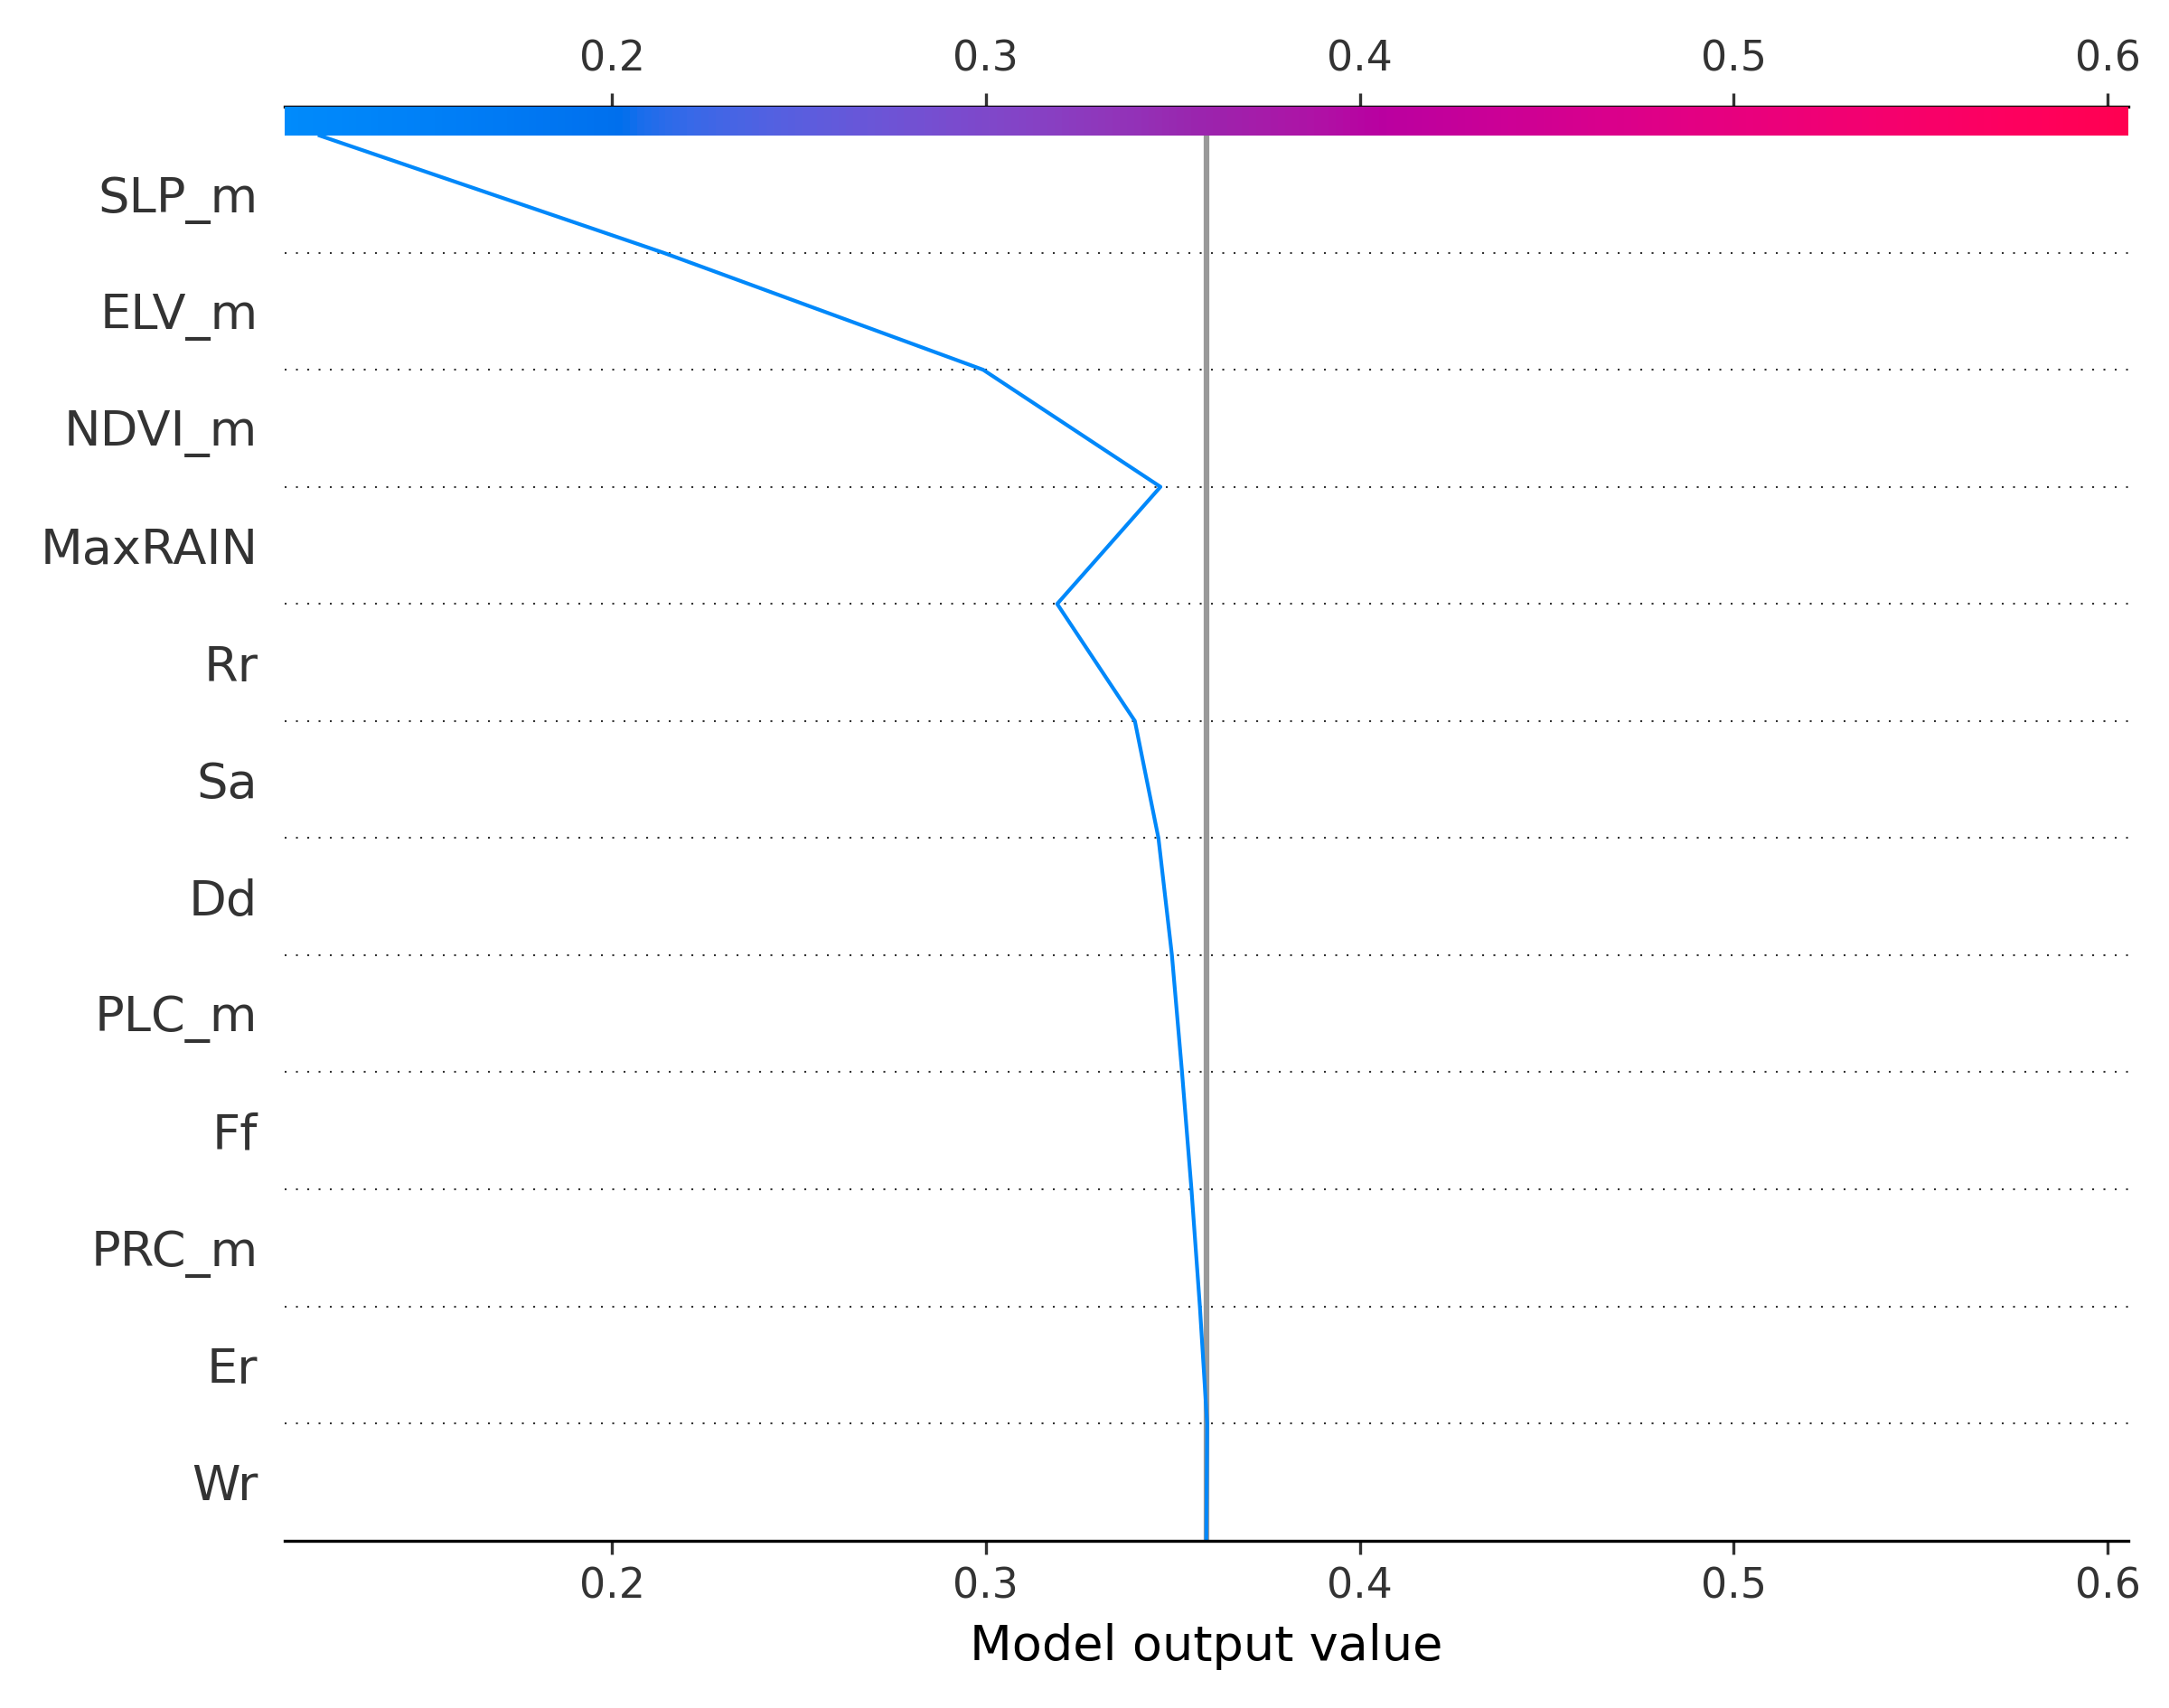 0.2 0.3 0.4 0.5 0.6
SLP_m
ELV_m
NDVI_m
MaxRAIN
Rr
Sa
Dd
PLC_m
Ff
PRC_m
Er
Wr
0.2 0.3 0.4 0.5 0.6
Model output value